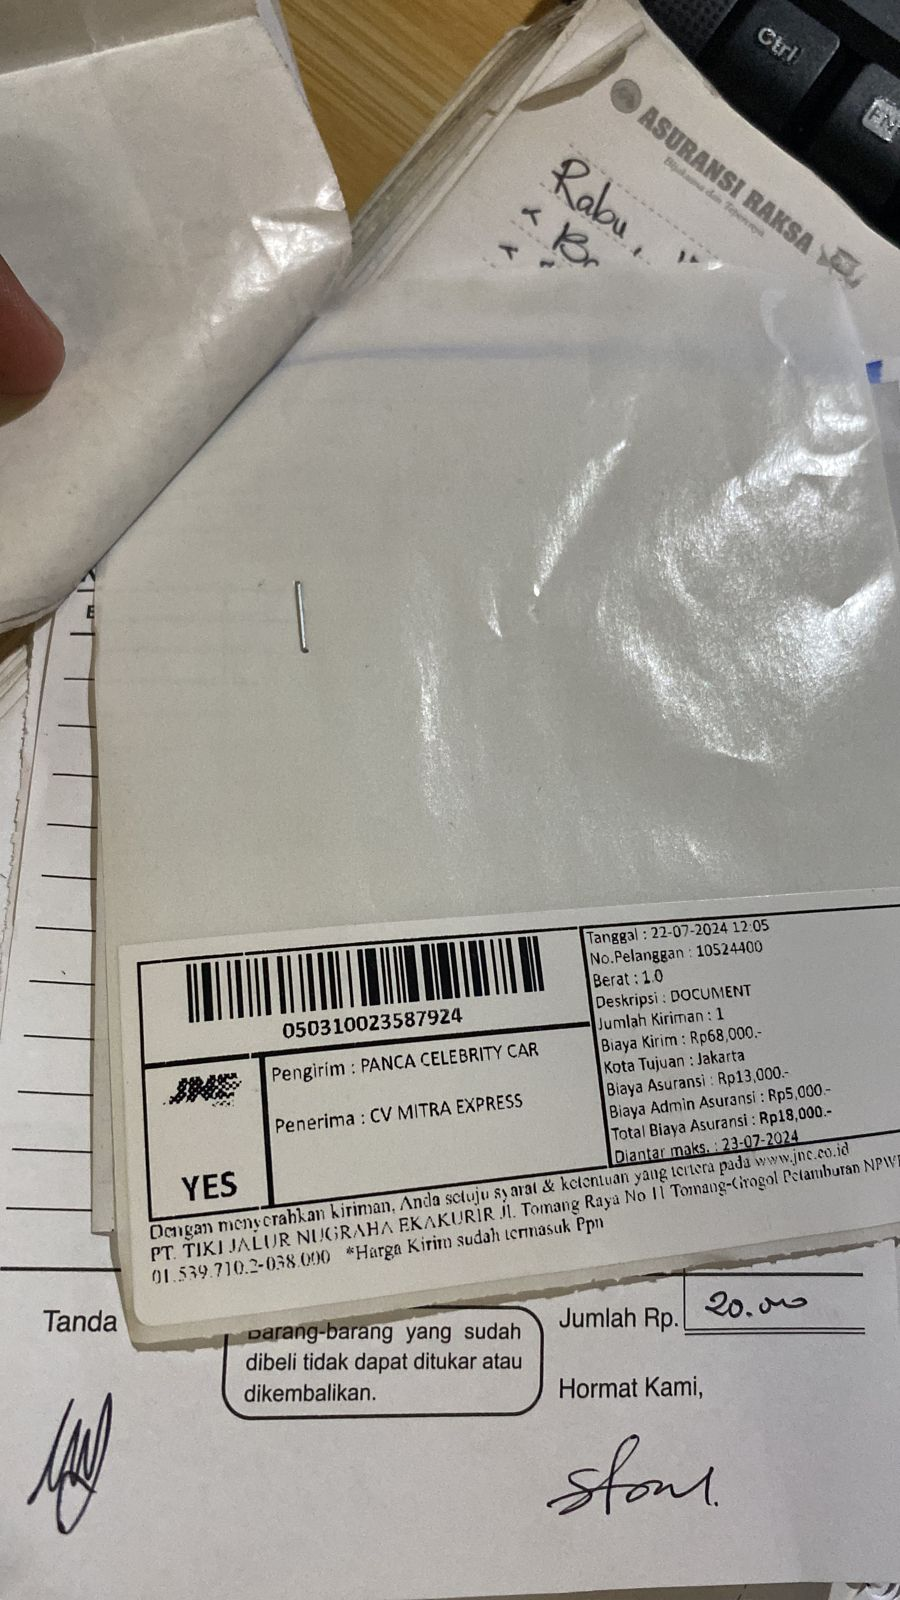 Ctrl
FN
ASURANSI RAKSA
Rabu,
x Br
x
E
050310023587924
JNE
YES
Pengirim : PANCA CELEBRITY CAR
Penerima : CV MITRA EXPRESS
Tanggal : 22-07-2024 12:05
No.Pelanggan : 10524400
Berat : 1.0
Deskripsi : DOCUMENT
Jumlah Kiriman : 1
Biaya Kirim : Rp68,000.-
Kota Tujuan : Jakarta
Biaya Asuransi : Rp13,000.-
Biaya Admin Asuransi : Rp5,000.-
Total Biaya Asuransi : Rp18,000.-
Diantar maks. : 23-07-2024
Dengan menyerahkan kiriman, Anda setuju syarat & ketentuan yang tertera pada www.jne.co.id
PT. TIKI JALUR NUGRAHA EKAKURIR Jl. Tomang Raya No 11 Tomang-Grogol Petamburan NPWP
01.539.710.2-038.000 *Harga Kirim sudah termasuk Ppn
Tanda
Barang-barang yang sudah
dibeli tidak dapat ditukar atau
dikembalikan.
Jumlah Rp. 20.00
Hormat Kami,